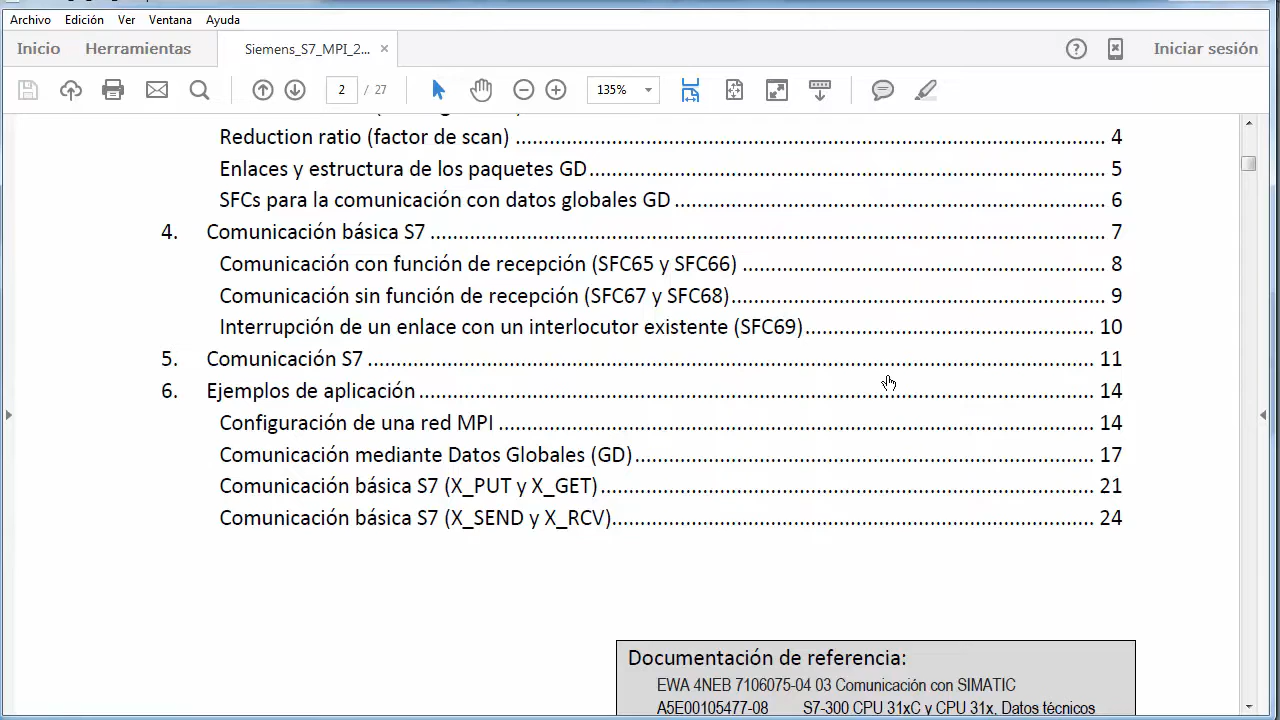 Archivo Edición Ver Ventana Ayuda
Inicio Herramientas Siemens_S7_MPI_2... × Iniciar sesión
2 / 27 135%
Reduction ratio (factor de scan) ........ 4
Enlaces y estructura de los paquetes GD ........ 5
SFCs para la comunicación con datos globales GD ........ 6
4. Comunicación básica S7 ........ 7
Comunicación con función de recepción (SFC65 y SFC66) ........ 8
Comunicación sin función de recepción (SFC67 y SFC68) ........ 9
Interrupción de un enlace con un interlocutor existente (SFC69) ........ 10
5. Comunicación S7 ........ 11
6. Ejemplos de aplicación ........ 14
Configuración de una red MPI ........ 14
Comunicación mediante Datos Globales (GD) ........ 17
Comunicación básica S7 (X_PUT y X_GET) ........ 21
Comunicación básica S7 (X_SEND y X_RCV) ........ 24
Documentación de referencia:
EWA 4NEB 7106075-04 03 Comunicación con SIMATIC
A5E00105477-08 S7-300 CPU 31xC y CPU 31x, Datos técnicos